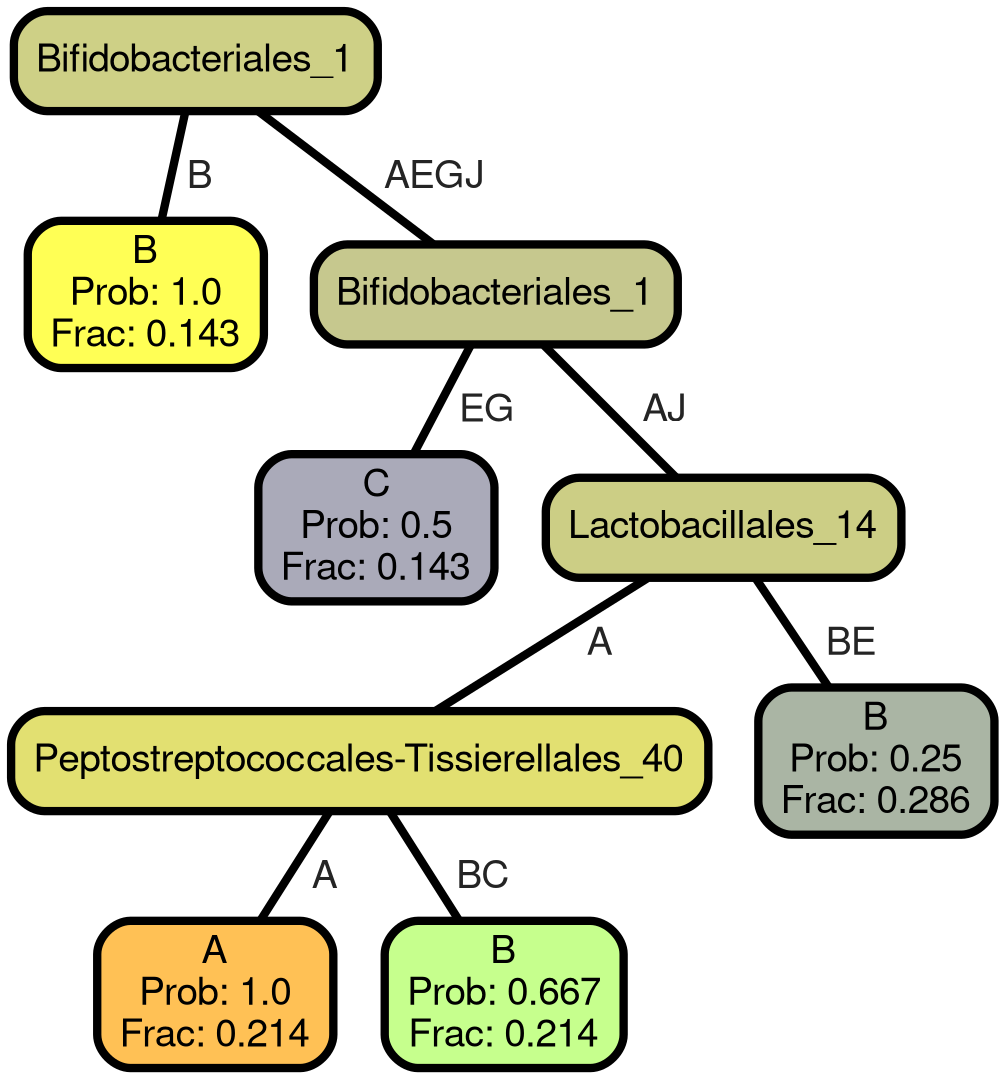 Bifidobacteriales_1
B
AEGJ
B
Prob: 1.0
Frac: 0.143
Bifidobacteriales_1
EG
AJ
C
Prob: 0.5
Frac: 0.143
Lactobacillales_14
A
BE
Peptostreptococcales-Tissierellales_40
B
Prob: 0.25
Frac: 0.286
A
BC
A
Prob: 1.0
Frac: 0.214
B
Prob: 0.667
Frac: 0.214